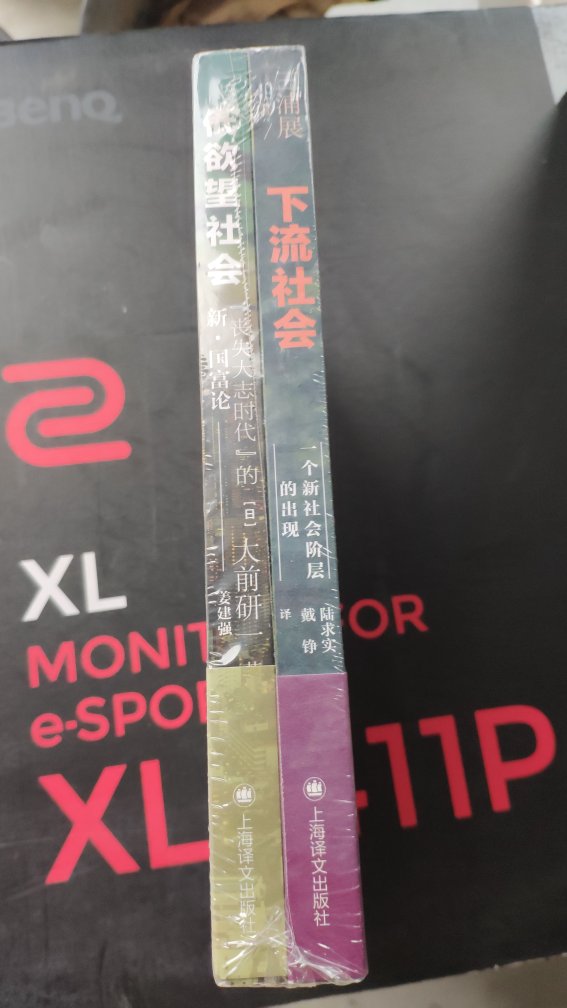 BenQ
低欲望社会
「丧失大志时代』的
新·国富论
[日]
大前研一
姜建强
上海译文出版社
浦展
下流社会
一个新社会阶层
的出现
陆求实
戴铮
译
上海译文出版社
XL
MONIT
OR
e-SPO
XL
11P